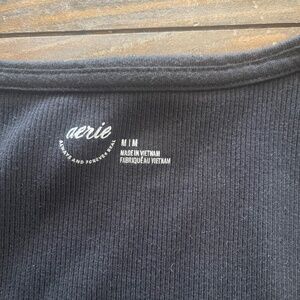 aerie
ALWAYS AND FOREVER REAL
M | M
MADE IN VIETNAM
FABRIQUÉ AU VIETNAM